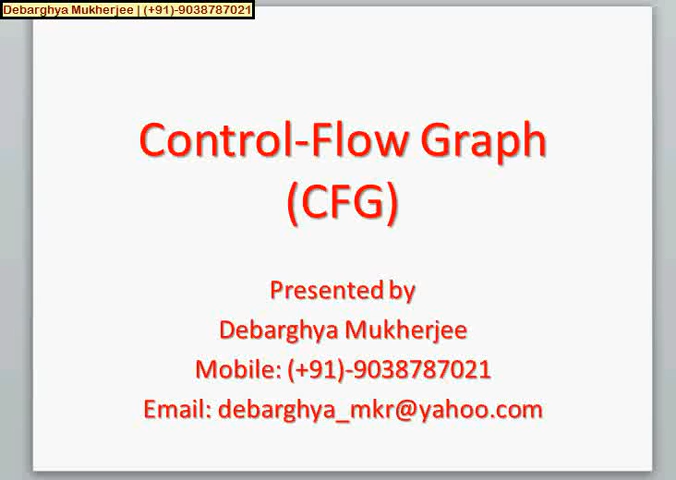 Debarghya Mukherjee | (+91)-9038787021
Control-Flow Graph
(CFG)
Presented by
Debarghya Mukherjee
Mobile: (+91)-9038787021
Email: debarghya_mkr@yahoo.com